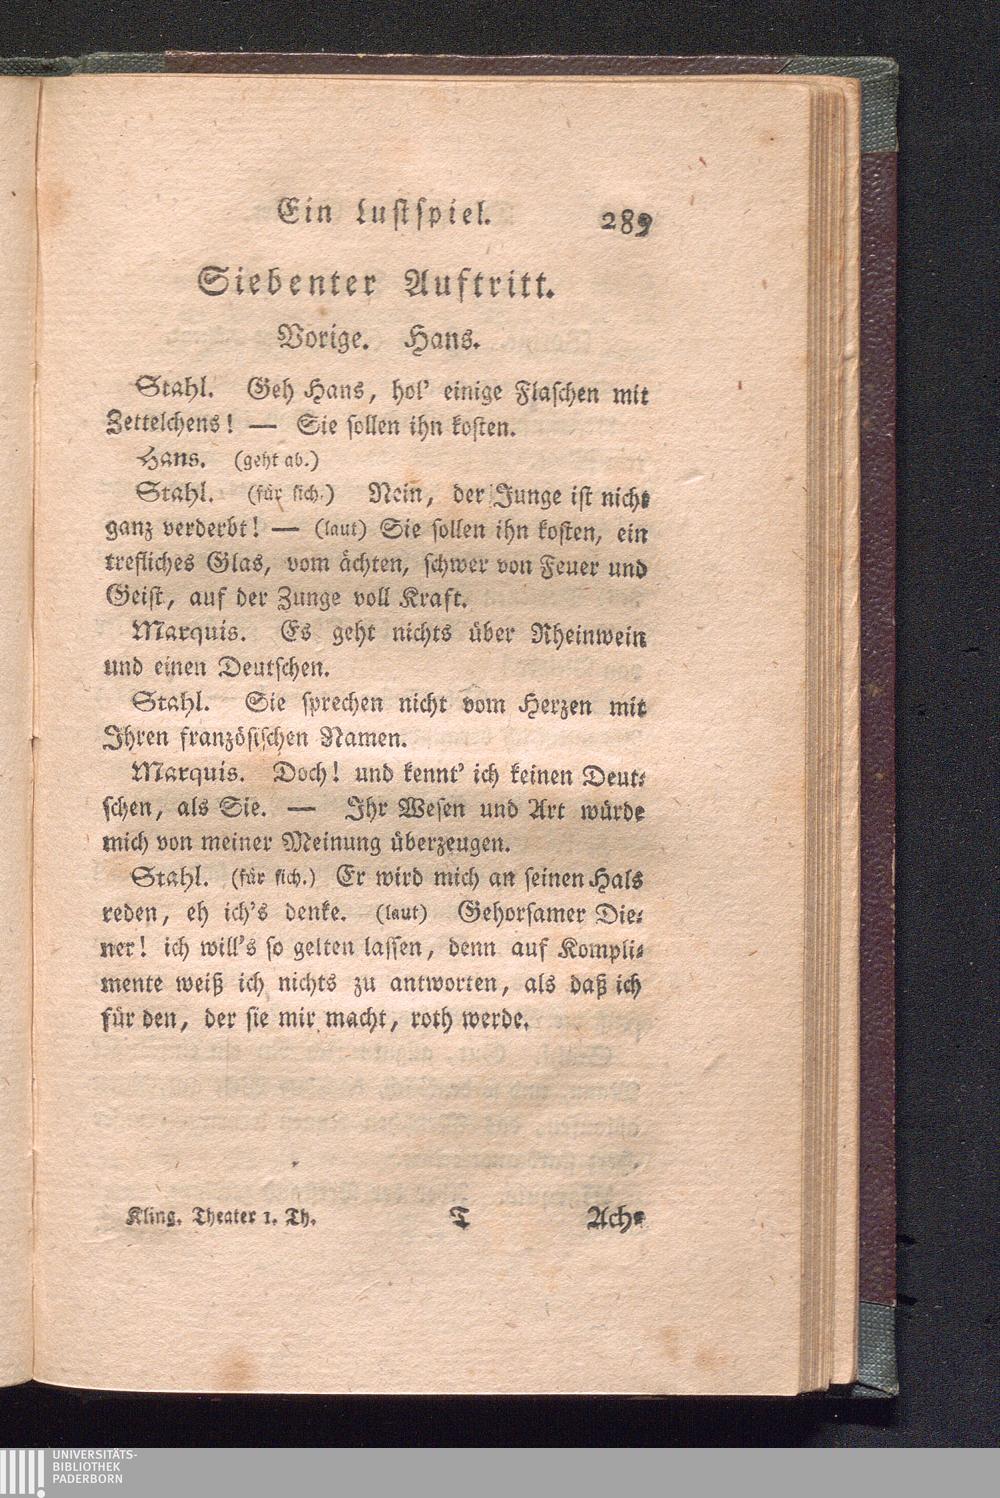 Ein Lustspiel. 289
Siebenter Auftritt.
Vorige. Hans.
Stahl. Geh Hans, hol’ einige Flaschen mit
Zettelchens! — Sie sollen ihn kosten.
Hans. (geht ab.)
Stahl. (für sich.) Nein, der Junge ist nicht
ganz verderbt! — (laut) Sie sollen ihn kosten, ein
trefliches Glas, vom ächten, schwer von Feuer und
Geist, auf der Zunge voll Kraft.
Marquis. Es geht nichts über Rheinwein
und einen Deutschen.
Stahl. Sie sprechen nicht vom Herzen mit
Ihren französischen Namen.
Marquis. Doch! und kennt’ ich keinen Deut⸗
schen, als Sie. — Ihr Wesen und Art würde
mich von meiner Meinung überzeugen.
Stahl. (für sich.) Er wird mich an seinen Hals
reden, eh ich’s denke. (laut) Gehorsamer Die⸗
ner! ich will’s so gelten lassen, denn auf Kompli⸗
mente weiß ich nichts zu antworten, als daß ich
für den, der sie mir macht, roth werde.
Kling. Theater 1. Th. T Ach⸗
UNIVERSITÄTS-
BIBLIOTHEK
PADERBORN